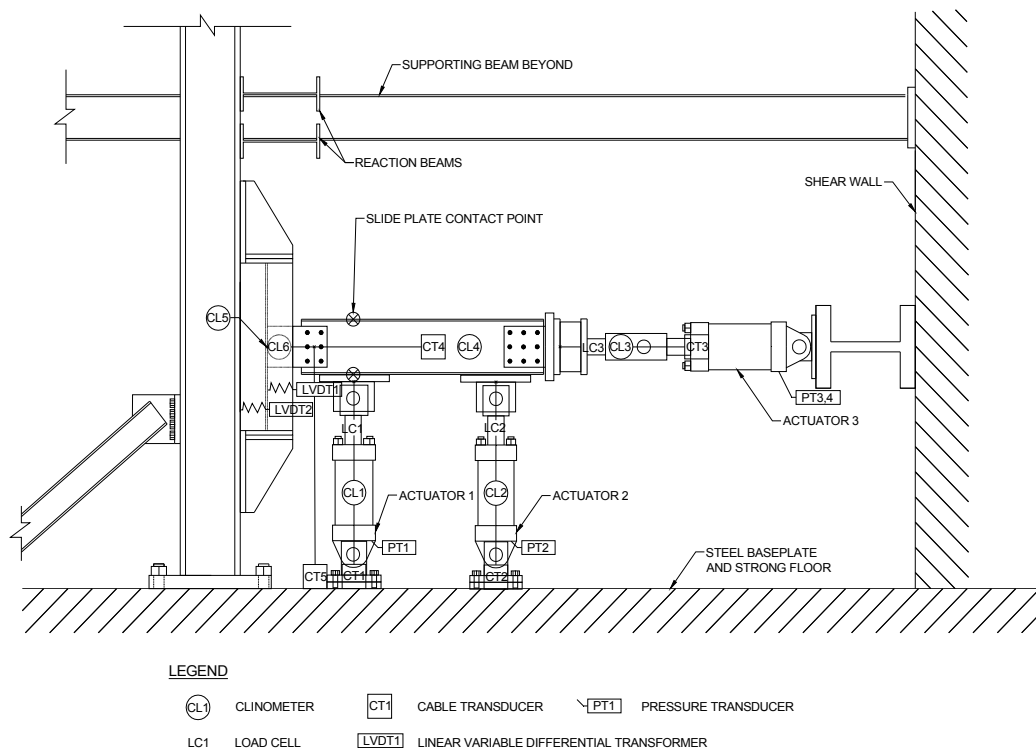 SUPPORTING BEAM BEYOND
REACTION BEAMS
SHEAR WALL
SLIDE PLATE CONTACT POINT
CL5
CL6
CT4
CL4
LC3
CL3
CT3
LVDT1
PT3,4
LVDT2
ACTUATOR 3
LC1
LC2
CL1
ACTUATOR 1
CL2
ACTUATOR 2
PT1
PT2
STEEL BASEPLATE
AND STRONG FLOOR
CT5
CT1
CT2
LEGEND
CL1 CLINOMETER CT1 CABLE TRANSDUCER PT1 PRESSURE TRANSDUCER
LC1 LOAD CELL LVDT1 LINEAR VARIABLE DIFFERENTIAL TRANSFORMER